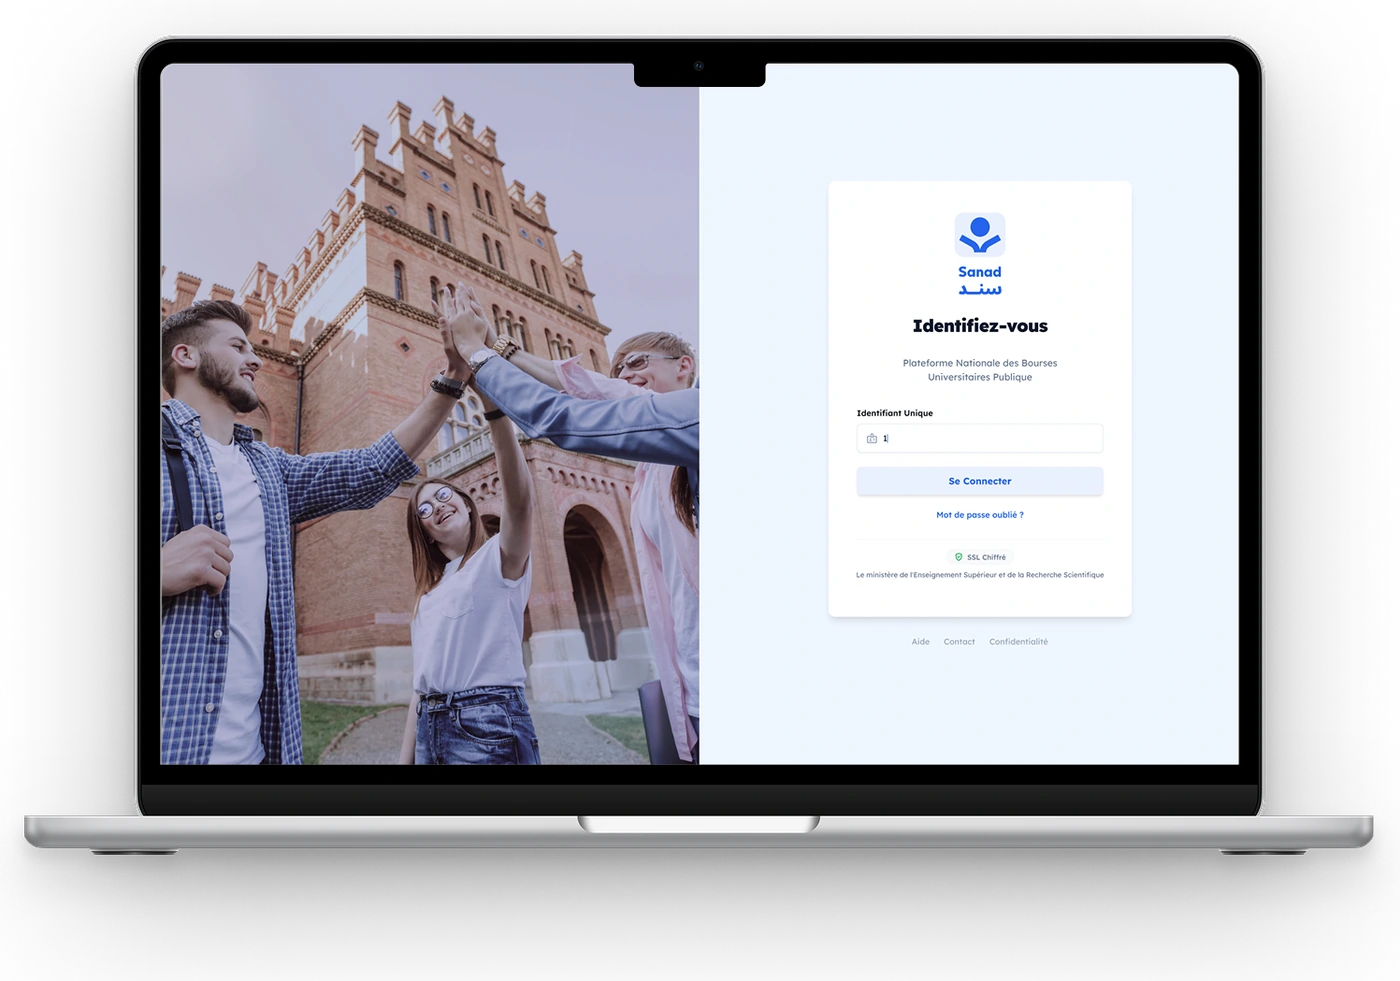 Sanad
سند
Identifiez-vous
Plateforme Nationale des Bourses
Universitaires Publique
Identifiant Unique
1
Se Connecter
Mot de passe oublié ?
SSL Chiffré
Le ministère de l'Enseignement Supérieur et de la Recherche Scientifique
Aide Contact Confidentialité